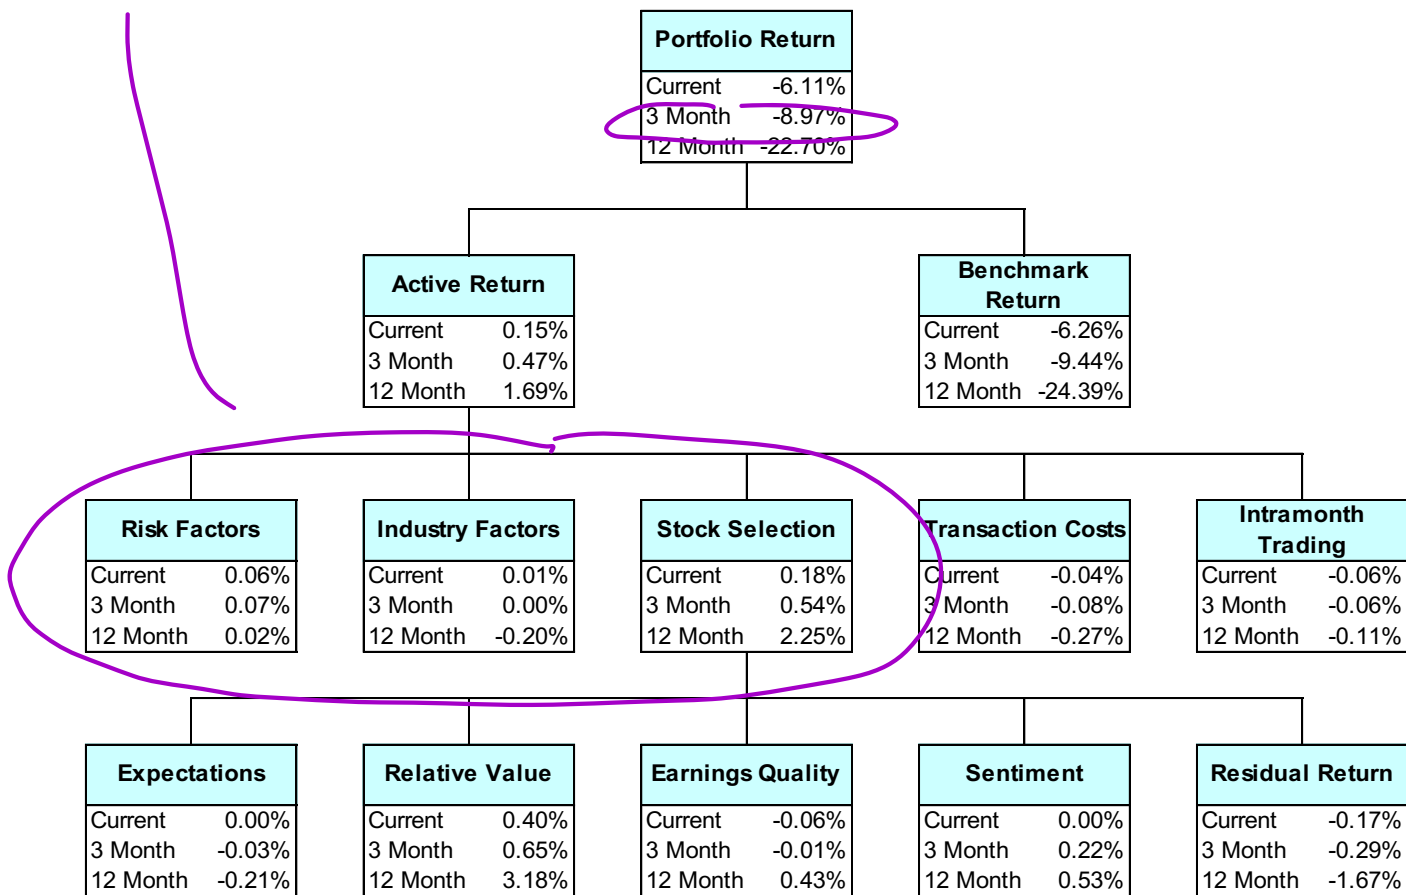 Portfolio Return
Current -6.11%
3 Month -8.97%
12 Month -22.70%
Active Return
Current 0.15%
3 Month 0.47%
12 Month 1.69%
Benchmark
Return
Current -6.26%
3 Month -9.44%
12 Month -24.39%
Risk Factors
Current 0.06%
3 Month 0.07%
12 Month 0.02%
Industry Factors
Current 0.01%
3 Month 0.00%
12 Month -0.20%
Stock Selection
Current 0.18%
3 Month 0.54%
12 Month 2.25%
Transaction Costs
Current -0.04%
3 Month -0.08%
12 Month -0.27%
Intramonth
Trading
Current -0.06%
3 Month -0.06%
12 Month -0.11%
Expectations
Current 0.00%
3 Month -0.03%
12 Month -0.21%
Relative Value
Current 0.40%
3 Month 0.65%
12 Month 3.18%
Earnings Quality
Current -0.06%
3 Month -0.01%
12 Month 0.43%
Sentiment
Current 0.00%
3 Month 0.22%
12 Month 0.53%
Residual Return
Current -0.17%
3 Month -0.29%
12 Month -1.67%